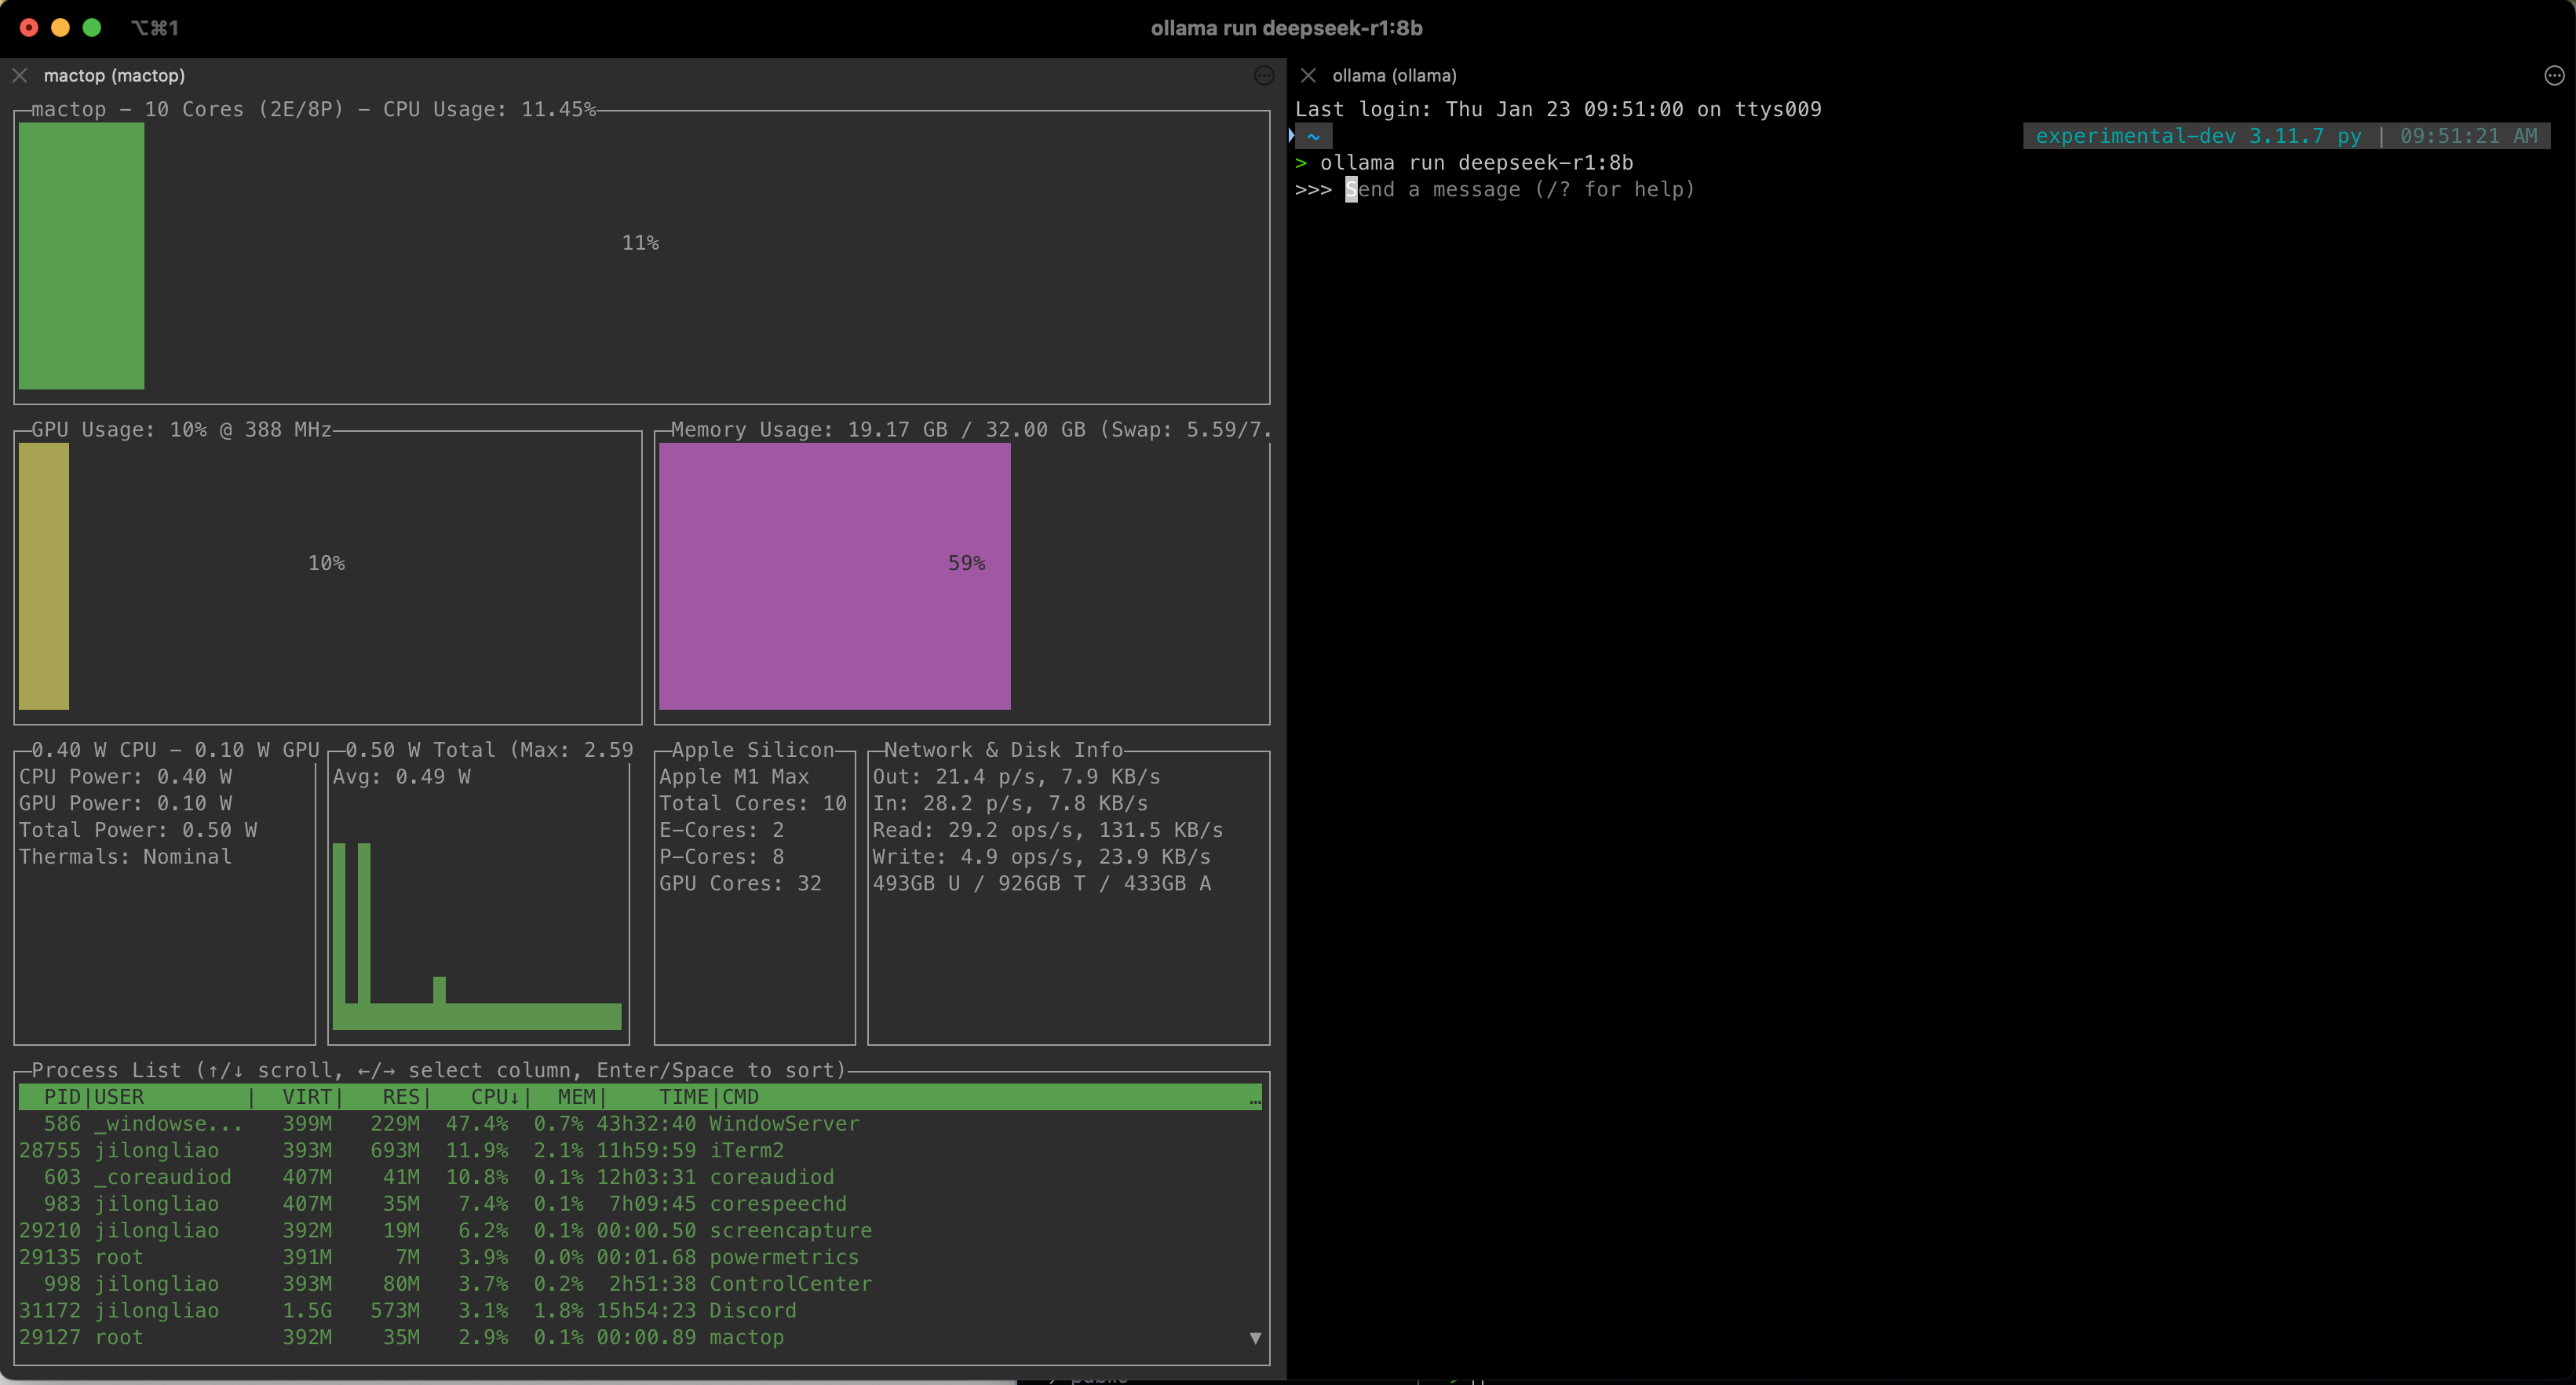 ⌥⌘1
ollama run deepseek-r1:8b
mactop (mactop)
mactop - 10 Cores (2E/8P) - CPU Usage: 11.45%
11%
GPU Usage: 10% @ 388 MHz
10%
Memory Usage: 19.17 GB / 32.00 GB (Swap: 5.59/7.
59%
0.40 W CPU - 0.10 W GPU
CPU Power: 0.40 W
GPU Power: 0.10 W
Total Power: 0.50 W
Thermals: Nominal
0.50 W Total (Max: 2.59
Avg: 0.49 W
Apple Silicon
Apple M1 Max
Total Cores: 10
E-Cores: 2
P-Cores: 8
GPU Cores: 32
Network & Disk Info
Out: 21.4 p/s, 7.9 KB/s
In: 28.2 p/s, 7.8 KB/s
Read: 29.2 ops/s, 131.5 KB/s
Write: 4.9 ops/s, 23.9 KB/s
493GB U / 926GB T / 433GB A
Process List (↑/↓ scroll, ←/→ select column, Enter/Space to sort)
PID|USER | VIRT| RES| CPU↓| MEM| TIME|CMD …
586 _windowse... 399M 229M 47.4% 0.7% 43h32:40 WindowServer
28755 jilongliao 393M 693M 11.9% 2.1% 11h59:59 iTerm2
603 _coreaudiod 407M 41M 10.8% 0.1% 12h03:31 coreaudiod
983 jilongliao 407M 35M 7.4% 0.1% 7h09:45 corespeechd
29210 jilongliao 392M 19M 6.2% 0.1% 00:00.50 screencapture
29135 root 391M 7M 3.9% 0.0% 00:01.68 powermetrics
998 jilongliao 393M 80M 3.7% 0.2% 2h51:38 ControlCenter
31172 jilongliao 1.5G 573M 3.1% 1.8% 15h54:23 Discord
29127 root 392M 35M 2.9% 0.1% 00:00.89 mactop
ollama (ollama)
Last login: Thu Jan 23 09:51:00 on ttys009
~ experimental-dev 3.11.7 py | 09:51:21 AM
> ollama run deepseek-r1:8b
>>> Send a message (/? for help)